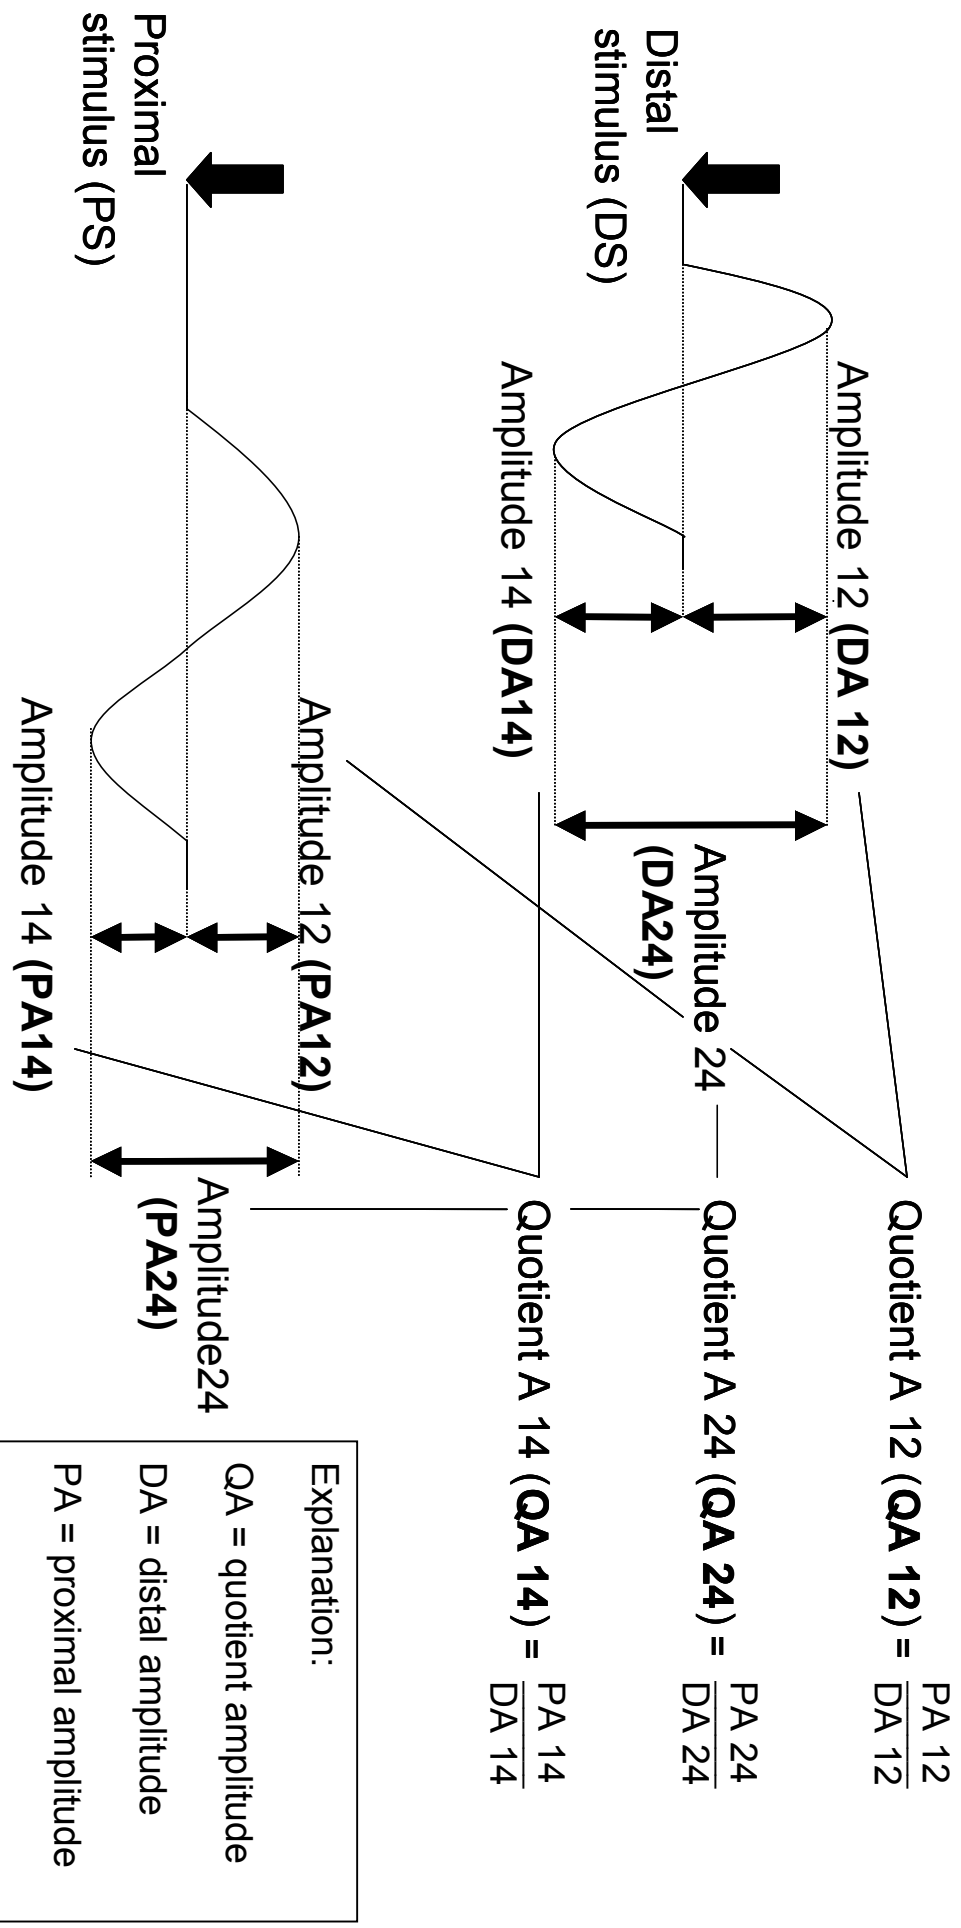 Distal
stimulus (DS)
Amplitude 12 (DA 12)
Amplitude 14 (DA14)
Amplitude 24
(DA24)
Quotient A 12 (QA 12) = PA 12
DA 12
Quotient A 24 (QA 24) = PA 24
DA 24
Quotient A 14 (QA 14) = PA 14
DA 14
Proximal
stimulus (PS)
Amplitude 12 (PA12)
Amplitude 14 (PA14)
Amplitude24
(PA24)
Explanation:
QA = quotient amplitude
DA = distal amplitude
PA = proximal amplitude